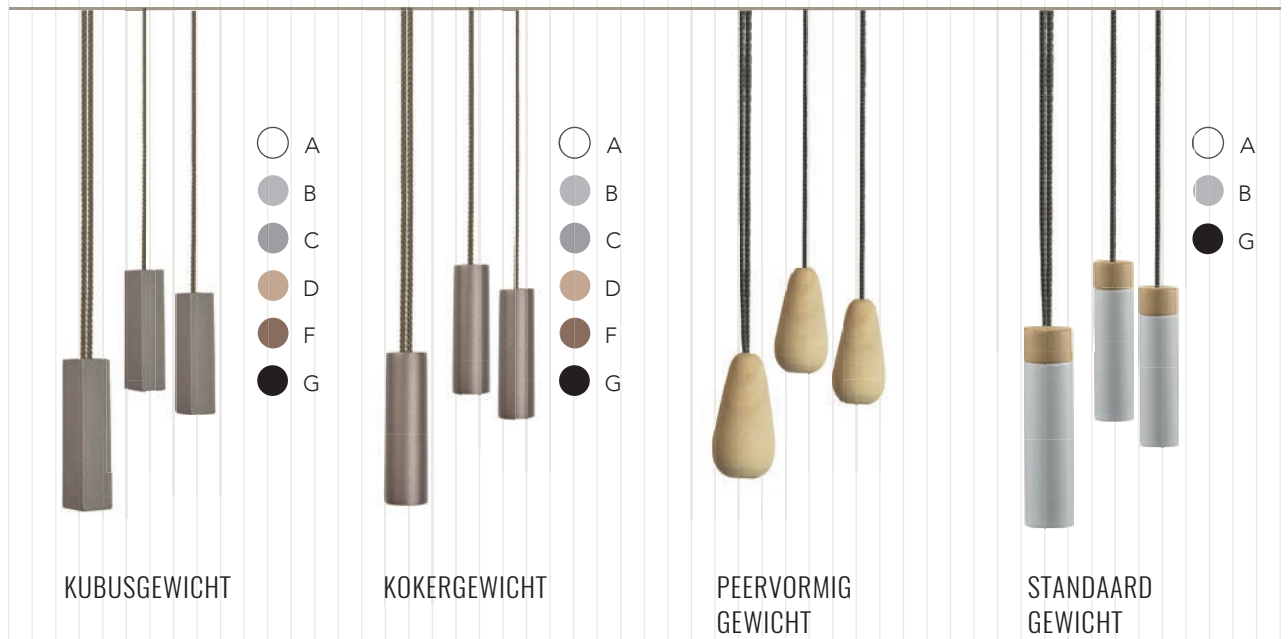 A
B
C
D
F
G
KUBUSGEWICHT
A
B
C
D
F
G
KOKERGEWICHT
PEERVORMIG
GEWICHT
A
B
G
STANDAARD
GEWICHT